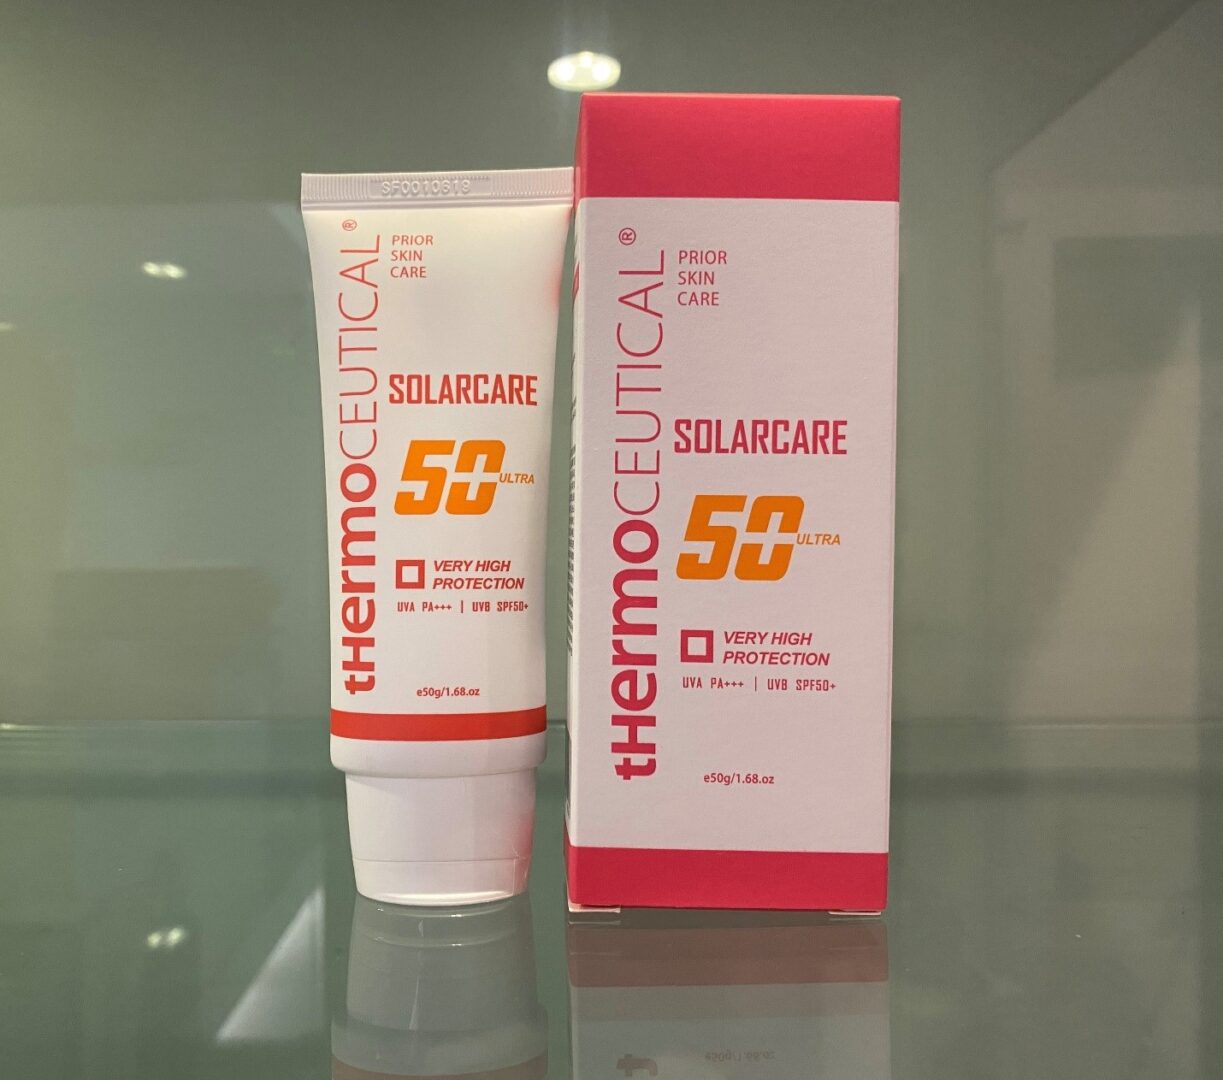 SF0010619
tHermoCEUTICAL®
PRIOR
SKIN
CARE
SOLARCARE
50 ULTRA
VERY HIGH
PROTECTION
UVA PA+++ | UVB SPF50+
e50g/1.68.oz
tHermoCEUTICAL®
PRIOR
SKIN
CARE
SOLARCARE
50 ULTRA
VERY HIGH
PROTECTION
UVA PA+++ | UVB SPF50+
e50g/1.68.oz